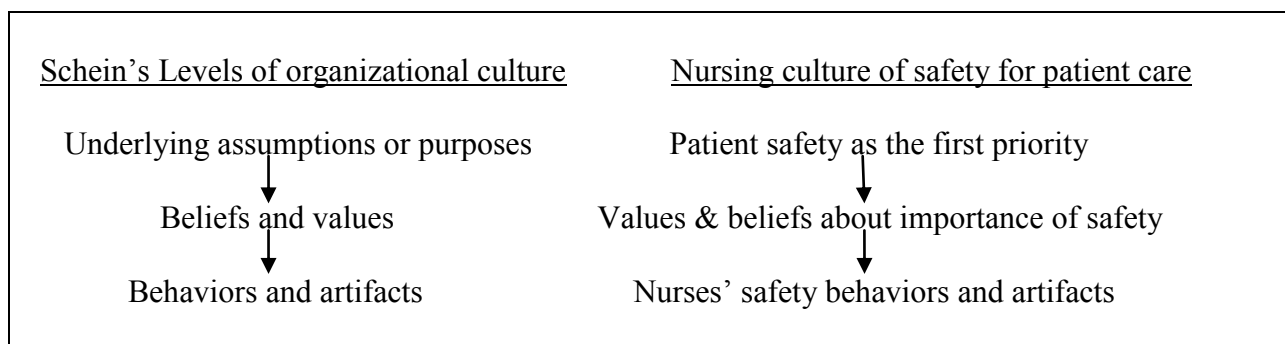 Schein’s Levels of organizational culture
Underlying assumptions or purposes
Beliefs and values
Behaviors and artifacts
Nursing culture of safety for patient care
Patient safety as the first priority
Values & beliefs about importance of safety
Nurses’ safety behaviors and artifacts